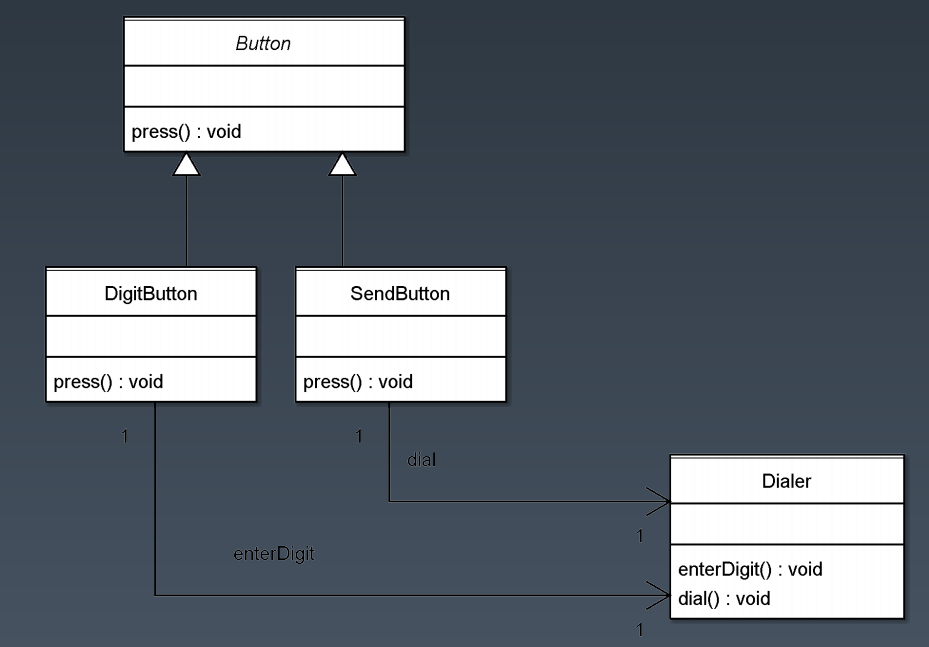 Button
press() : void
DigitButton
press() : void
SendButton
press() : void
1
1
dial
Dialer
enterDigit() : void
dial() : void
1
enterDigit
1